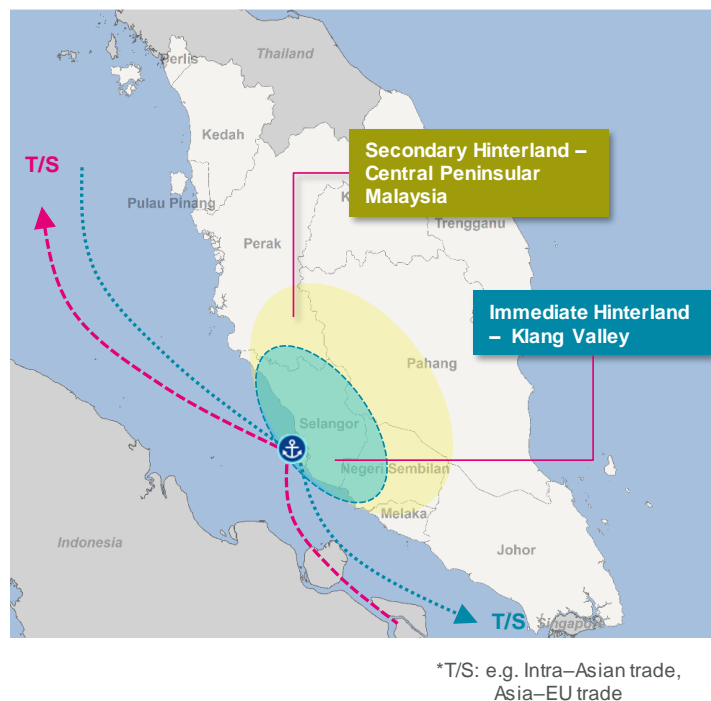 Thailand
Perlis
Kedah
Secondary Hinterland –
Central Peninsular
Malaysia
T/S
Pulau Pinang
K
Trengganu
Perak
Immediate Hinterland
– Klang Valley
Pahang
Selangor
Negeri Sembilan
Melaka
Indonesia
Johor
T/S
Singapore
*T/S: e.g. Intra–Asian trade,
Asia–EU trade